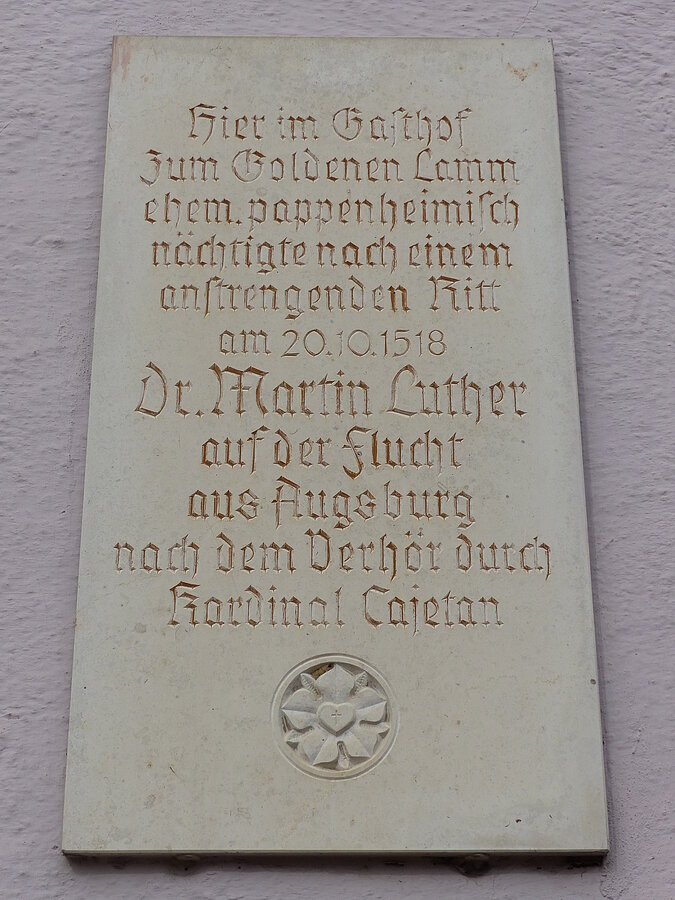 Hier im Gasthof
zum Goldenen Lamm
ehem. pappenheimisch
nächtigte nach einem
anstrengenden Ritt
am 20.10.1518
Dr. Martin Luther
auf der Flucht
aus Augsburg
nach dem Verhör durch
Kardinal Cajetan